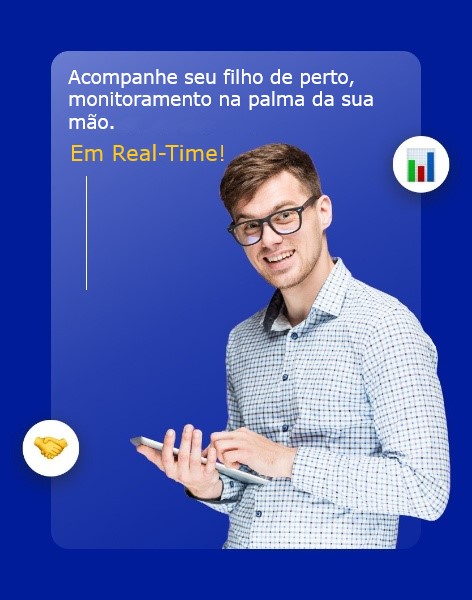 Acompanhe seu filho de perto,
monitoramento na palma da sua
mão.
Em Real-Time!